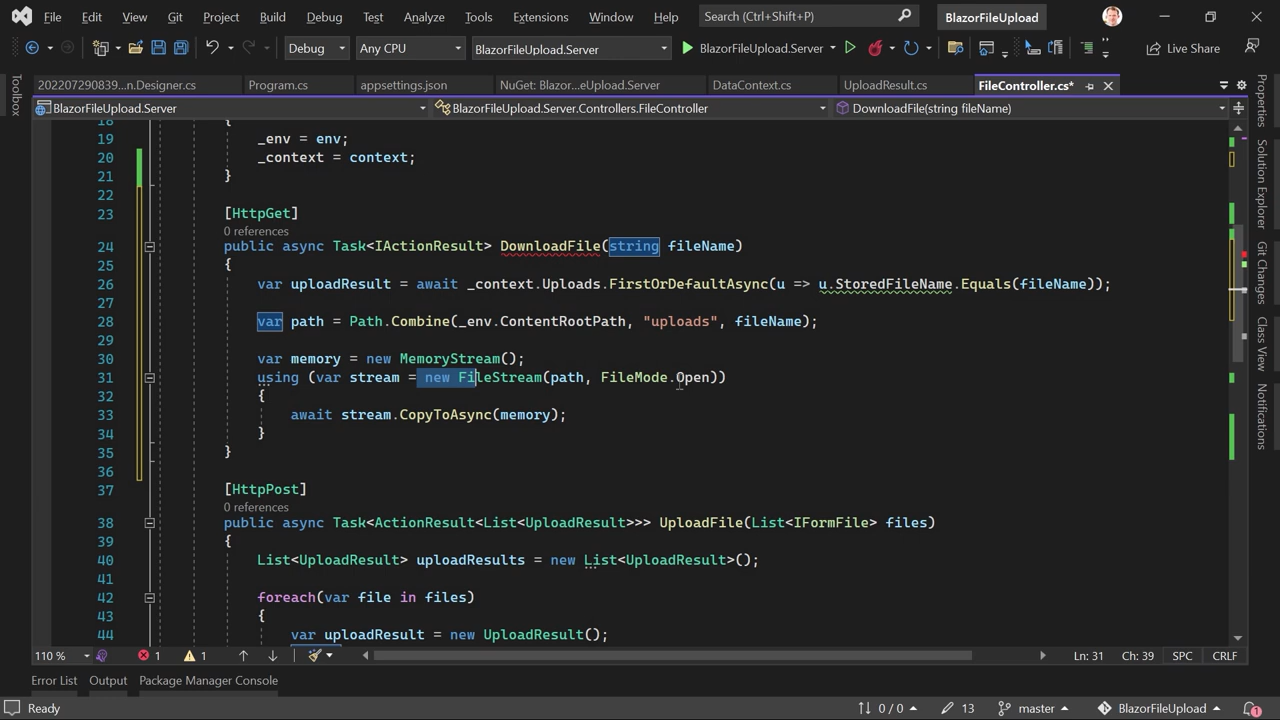 File Edit View Git Project Build Debug Test Analyze Tools Extensions Window Help Search (Ctrl+Shift+P) BlazorFileUpload
Debug Any CPU BlazorFileUpload.Server BlazorFileUpload.Server Live Share
202207290839...n.Designer.cs Program.cs appsettings.json NuGet: Blazor...eUpload.Server DataContext.cs UploadResult.cs FileController.cs*
BlazorFileUpload.Server BlazorFileUpload.Server.Controllers.FileController DownloadFile(string fileName)
Toolbox
Properties
Solution Explorer
Git Changes
Class View
Live Property Explorer
18 {
19 _env = env;
20 _context = context;
21 }
22
23 [HttpGet]
0 references
24 public async Task<IActionResult> DownloadFile(string fileName)
25 {
26 var uploadResult = await _context.Uploads.FirstOrDefaultAsync(u => u.StoredFileName.Equals(fileName));
27
28 var path = Path.Combine(_env.ContentRootPath, "uploads", fileName);
29
30 var memory = new MemoryStream();
31 using (var stream = new FileStream(path, FileMode.Open))
32 {
33 await stream.CopyToAsync(memory);
34 }
35 }
36
37 [HttpPost]
0 references
38 public async Task<ActionResult<List<UploadResult>>> UploadFile(List<IFormFile> files)
39 {
40 List<UploadResult> uploadResults = new List<UploadResult>();
41
42 foreach(var file in files)
43 {
44 var uploadResult = new UploadResult();
110 % 1 1 Ln: 31 Ch: 39 SPC CRLF
Error List Output Package Manager Console
Ready 0 / 0 13 master BlazorFileUpload 1